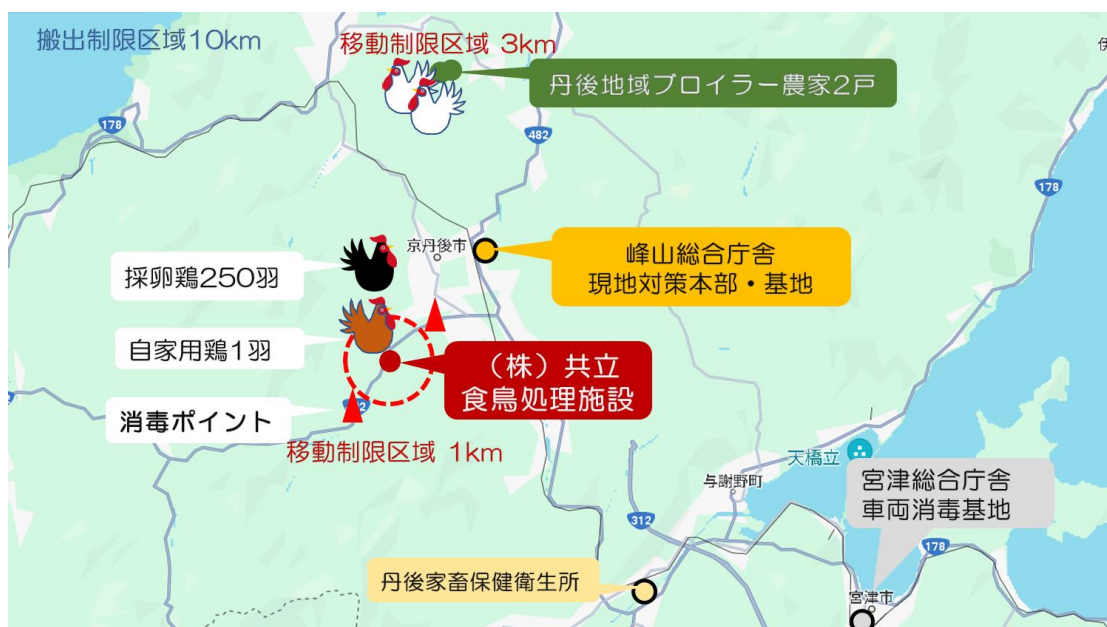 搬出制限区域10km
移動制限区域 3km
伊
丹後地域ブロイラー農家2戸
178
482
178
京丹後市
峰山総合庁舎
現地対策本部・基地
採卵鶏250羽
自家用鶏1羽
(株)共立
食鳥処理施設
消毒ポイント
移動制限区域 1km
天橋立
与謝野町
宮津総合庁舎
車両消毒基地
312
178
丹後家畜保健衛生所
宮津市